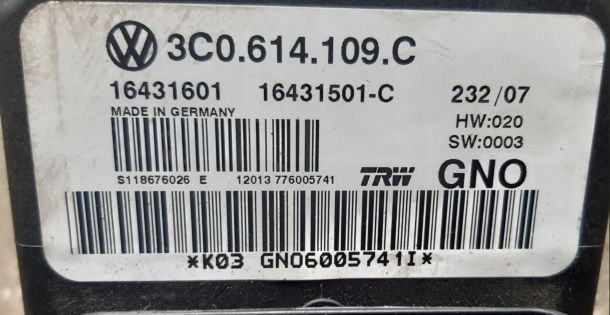 3C0.614.109.C
16431601 16431501-C 232/07
MADE IN GERMANY HW:020
SW:0003
S118676026 E 12013 776005741 TRW GNO
*K03 GNO6005741I*